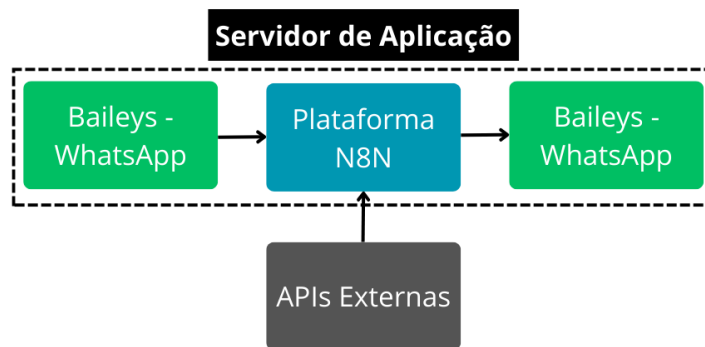 Servidor de Aplicação
Baileys -
WhatsApp
Plataforma
N8N
Baileys -
WhatsApp
APIs Externas